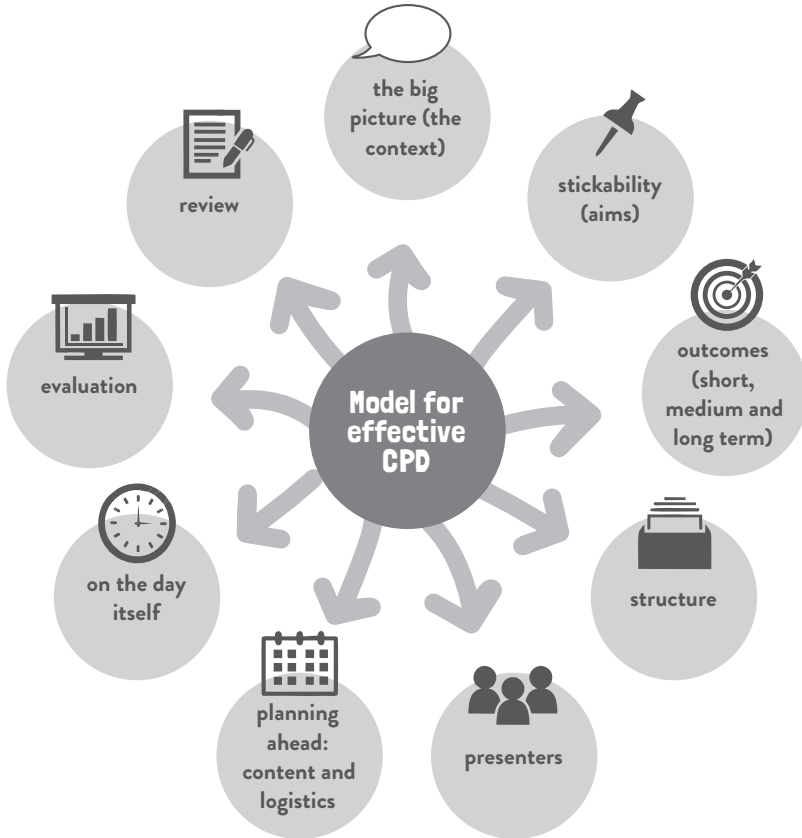 the big
picture (the
context)
stickability
(aims)
outcomes
(short,
medium and
long term)
structure
presenters
planning
ahead:
content and
logistics
on the day
itself
evaluation
review
Model for
effective
CPD